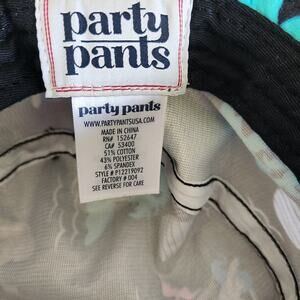 party
pants
party pants
WWW.PARTYPANTSUSA.COM
MADE IN CHINA
RN# 152647
CA# 53400
51% COTTON
43% POLYESTER
6% SPANDEX
STYLE # P12219092
FACTORY # 004
SEE REVERSE FOR CARE